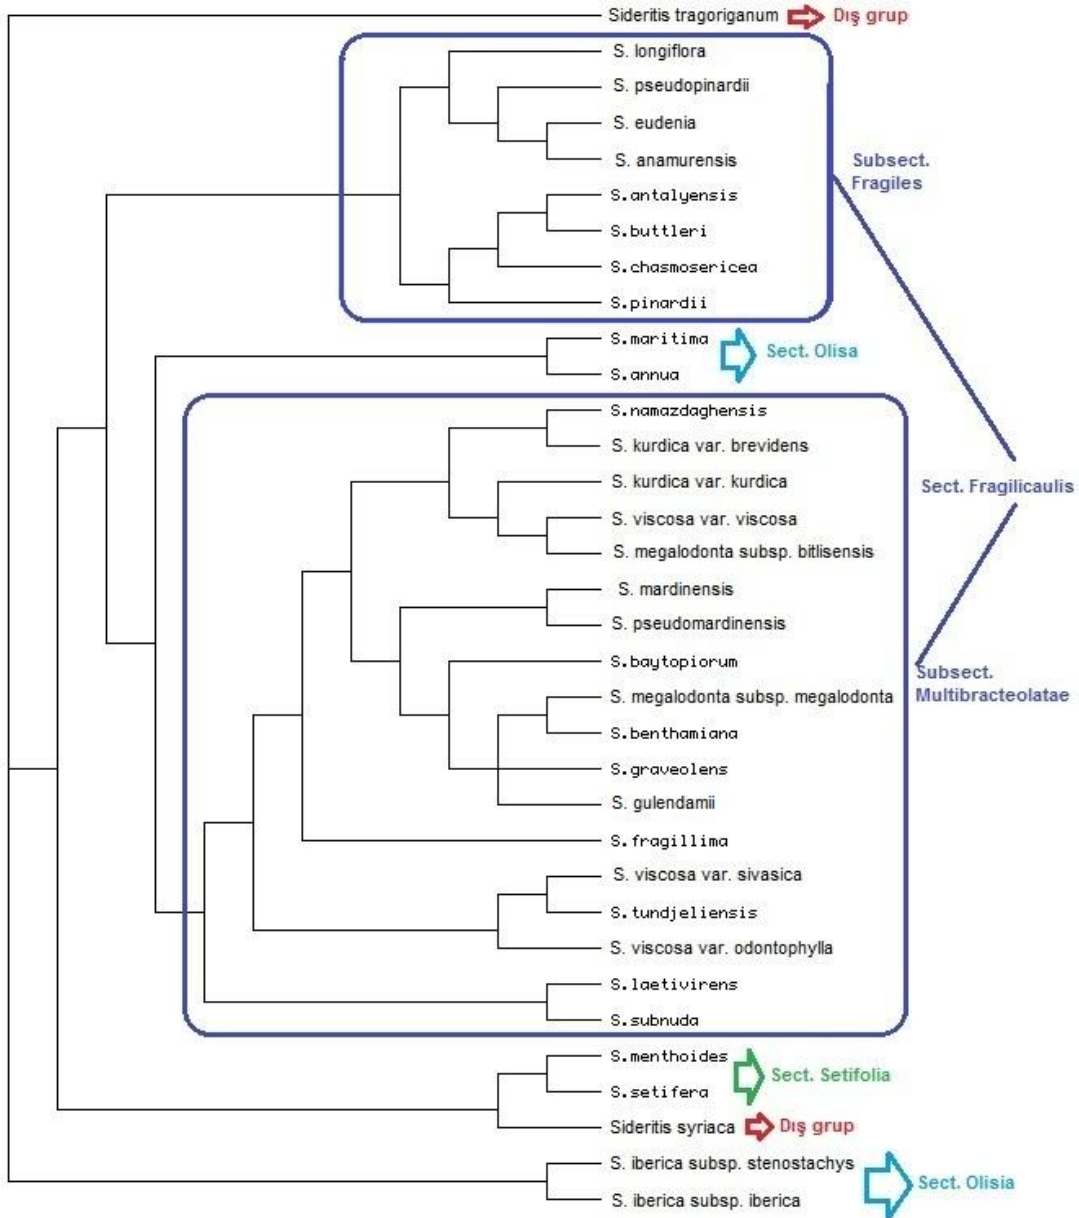 Sideritis tragoriganum Dış grup
S. longiflora
S. pseudopinardii
S. eudenia
S. anamurensis
Subsect.
Fragiles
S.antalyensis
S.buttleri
S.chasmosericea
S.pinardii
S.maritima
Sect. Olisa
S.annua
S.namazdaghensis
S. kurdica var. brevidens
S. kurdica var. kurdica
Sect. Fragilicaulis
S. viscosa var. viscosa
S. megalodonta subsp. bitlisensis
S. mardinensis
S. pseudomardinensis
S.baytopiorum
Subsect.
Multibracteolatae
S. megalodonta subsp. megalodonta
S.benthamiana
S.graveolens
S. gulendamii
S.fragillima
S. viscosa var. sivasica
S.tundjeliensis
S. viscosa var. odontophylla
S.laetivirens
S.subnuda
S.menthoides
Sect. Setifolia
S.setifera
Sideritis syriaca Dış grup
S. iberica subsp. stenostachys
Sect. Olisia
S. iberica subsp. iberica